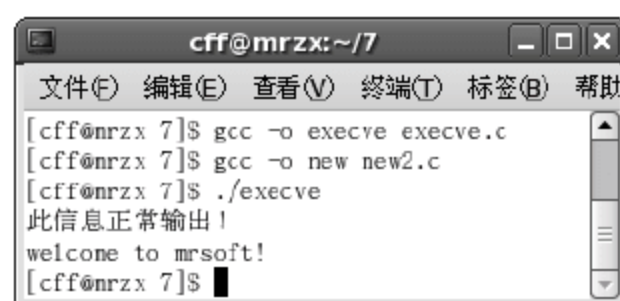 cff@mrzx:~/7
文件(F) 编辑(E) 查看(V) 终端(T) 标签(B) 帮助
[cff@mrzx 7]$ gcc -o execve execve.c
[cff@mrzx 7]$ gcc -o new new2.c
[cff@mrzx 7]$ ./execve
此信息正常输出！
welcome to mrsoft!
[cff@mrzx 7]$